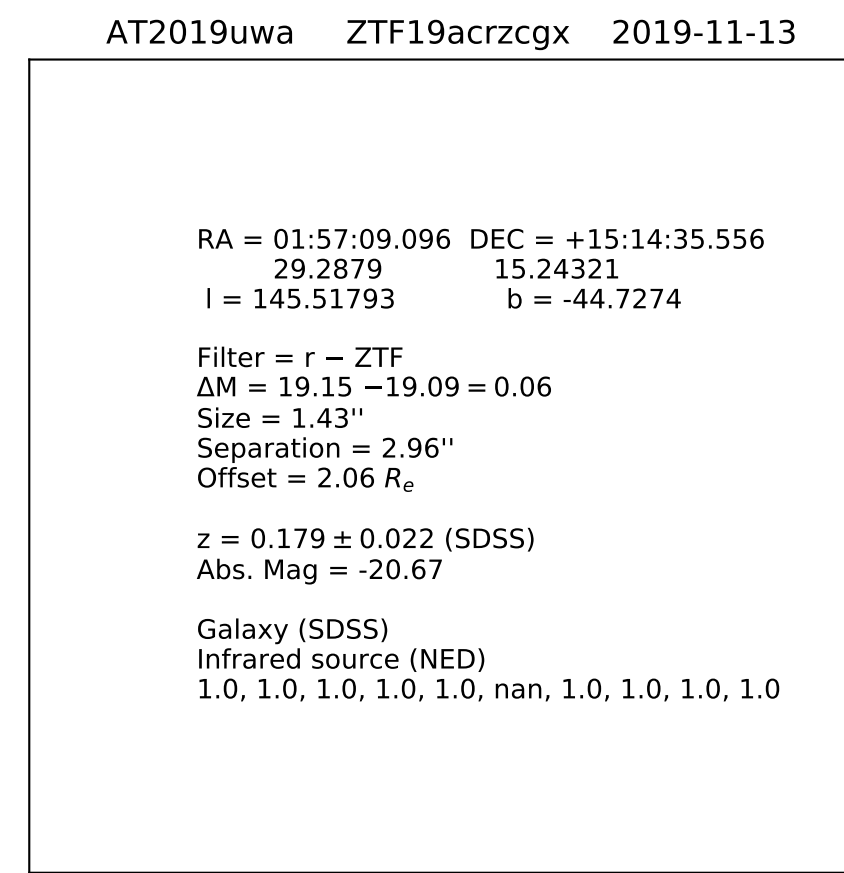 AT2019uwa ZTF19acrzcgx 2019-11-13
RA = 01:57:09.096 DEC = +15:14:35.556
29.2879 15.24321
l = 145.51793 b = -44.7274
Filter = r − ZTF
ΔM = 19.15 −19.09 = 0.06
Size = 1.43''
Separation = 2.96''
Offset = 2.06 Rₑ
z = 0.179 ± 0.022 (SDSS)
Abs. Mag = -20.67
Galaxy (SDSS)
Infrared source (NED)
1.0, 1.0, 1.0, 1.0, 1.0, nan, 1.0, 1.0, 1.0, 1.0